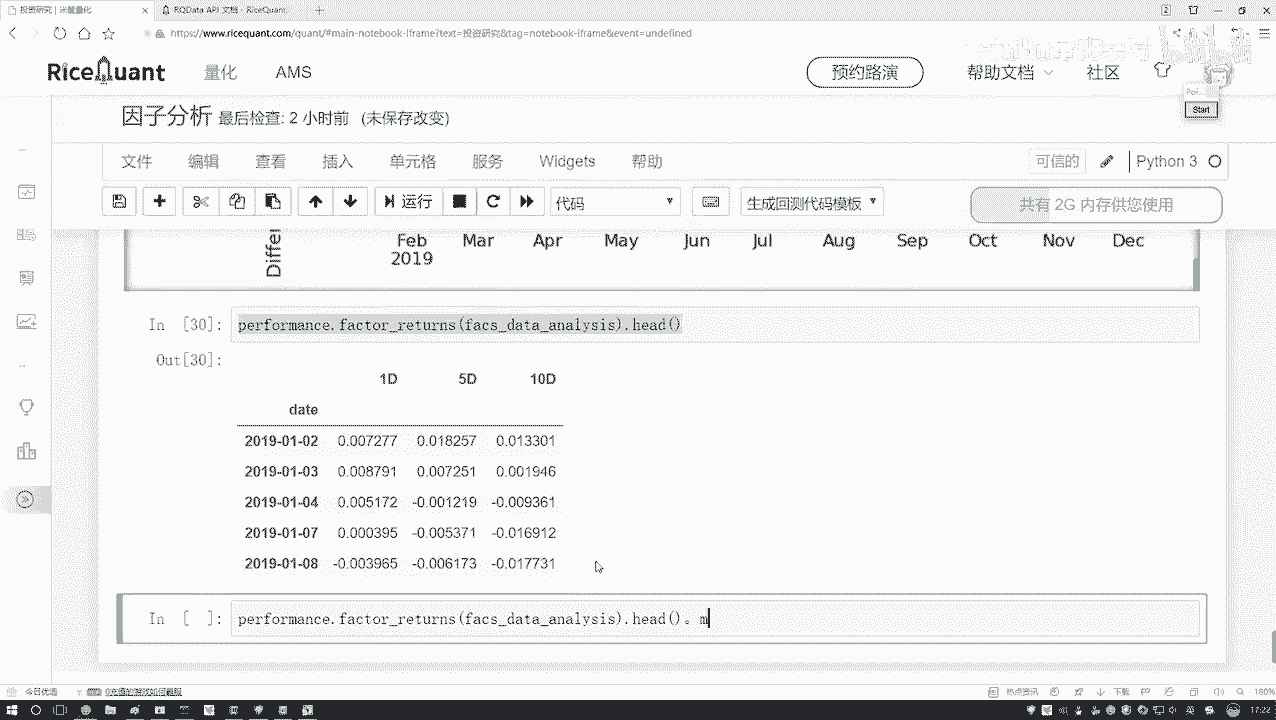 投资研究 | 米筐量化 RQData API 文档 - RiceQuant
https://www.ricequant.com/quant/#main-notebook-iframe?text=投资研究&tag=notebook-iframe&event=undefined
RiceQuant 量化 AMS 预约路演 帮助文档 社区
Poi...
Start
因子分析 最后检查: 2 小时前 (未保存改变)
文件 编辑 查看 插入 单元格 服务 Widgets 帮助 可信的 Python 3
运行 代码 生成回测代码模板 共有 2G 内存供您使用
Differ
Feb Mar Apr May Jun Jul Aug Sep Oct Nov Dec
2019
In [30]: performance.factor_returns(facs_data_analysis).head()
Out[30]:
1D 5D 10D
date
2019-01-02 0.007277 0.018257 0.013301
2019-01-03 0.008791 0.007251 0.001946
2019-01-04 0.005172 -0.001219 -0.009361
2019-01-07 0.000395 -0.005371 -0.016912
2019-01-08 -0.003965 -0.006173 -0.017731
In [ ]: performance.factor_returns(facs_data_analysis).head()。m
今日优选 热点资讯 下载 180%
17:22